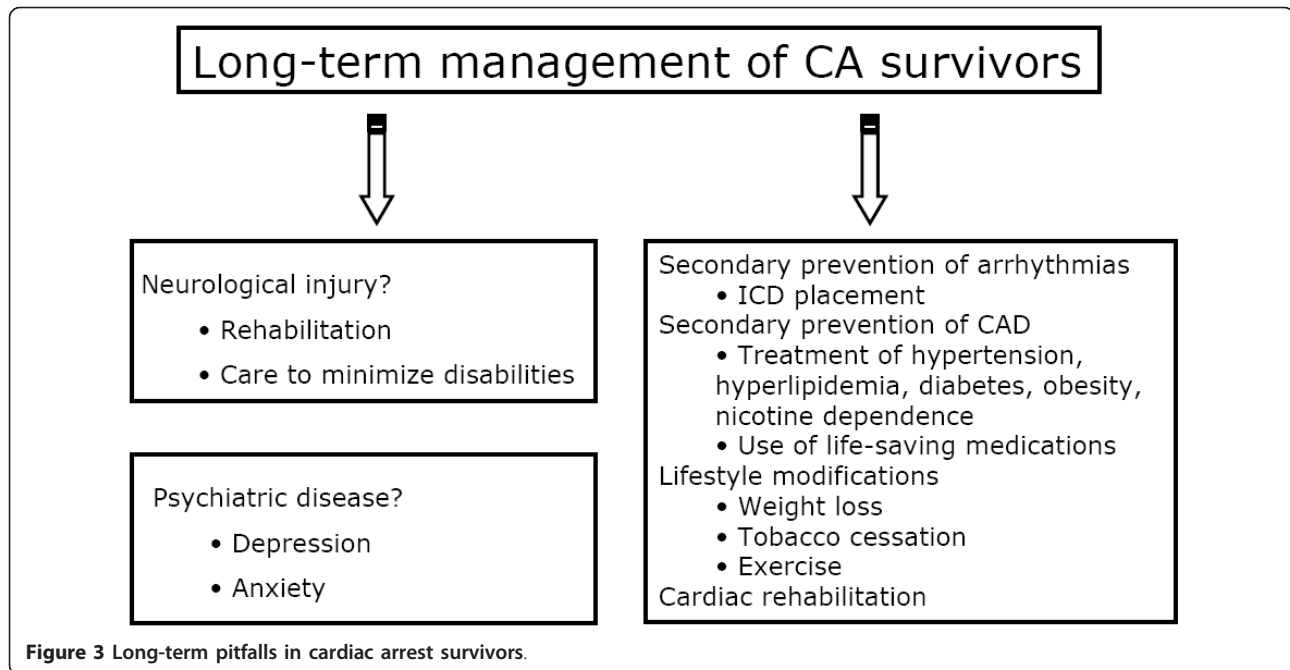 Long-term management of CA survivors
Neurological injury?
• Rehabilitation
• Care to minimize disabilities
Psychiatric disease?
• Depression
• Anxiety
Secondary prevention of arrhythmias
• ICD placement
Secondary prevention of CAD
• Treatment of hypertension,
hyperlipidemia, diabetes, obesity,
nicotine dependence
• Use of life-saving medications
Lifestyle modifications
• Weight loss
• Tobacco cessation
• Exercise
Cardiac rehabilitation
Figure 3 Long-term pitfalls in cardiac arrest survivors.